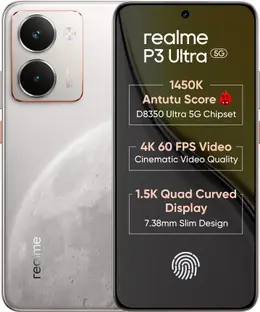 realme
P3 Ultra 5G
1450K
Antutu Score
D8350 Ultra 5G Chipset
4K 60 FPS Video
Cinematic Video Quality
1.5K Quad Curved
Display
7.38mm Slim Design
realme